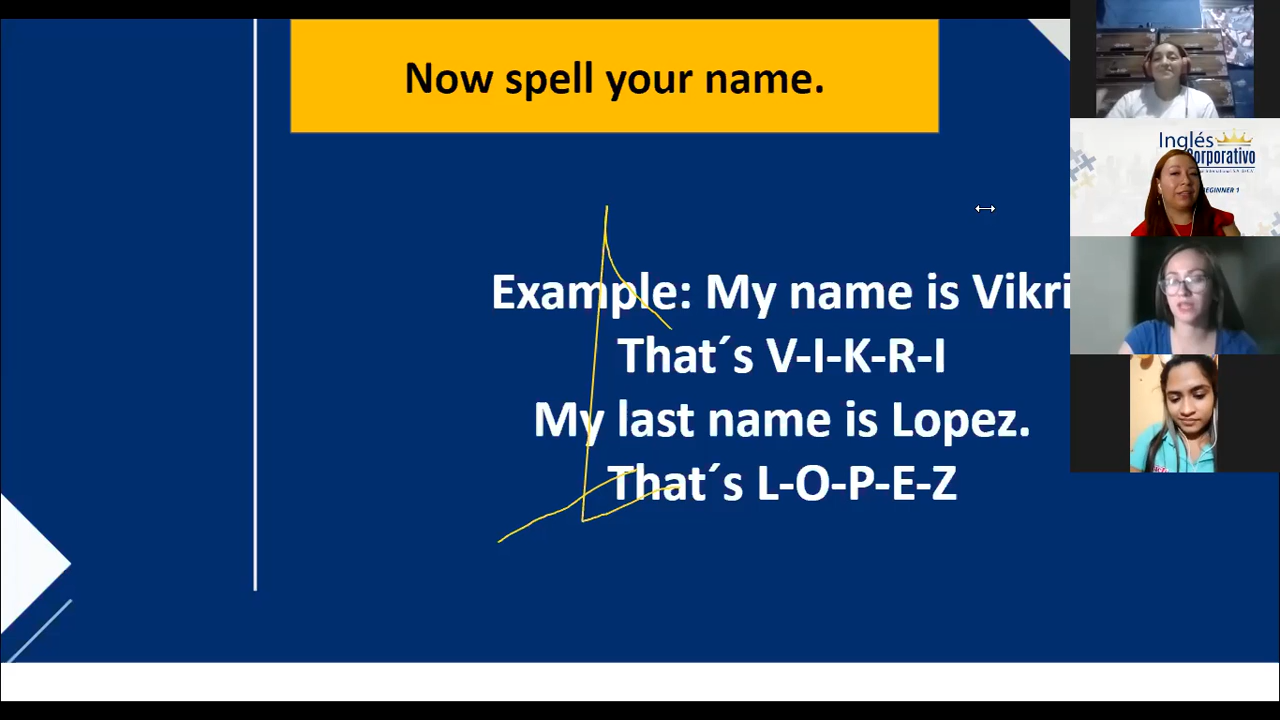 Now spell your name.
Example: My name is Vikri
That´s V-I-K-R-I
My last name is Lopez.
That´s L-O-P-E-Z
Inglés
Corporativo
BEGINNER 1